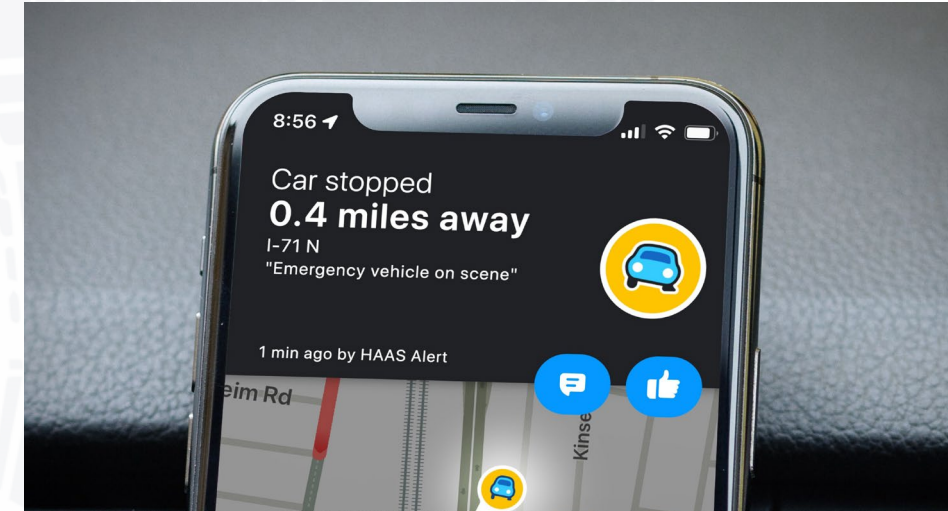 8:56
Car stopped
0.4 miles away
I-71 N
"Emergency vehicle on scene"
1 min ago by HAAS Alert
eim Rd
Kinse